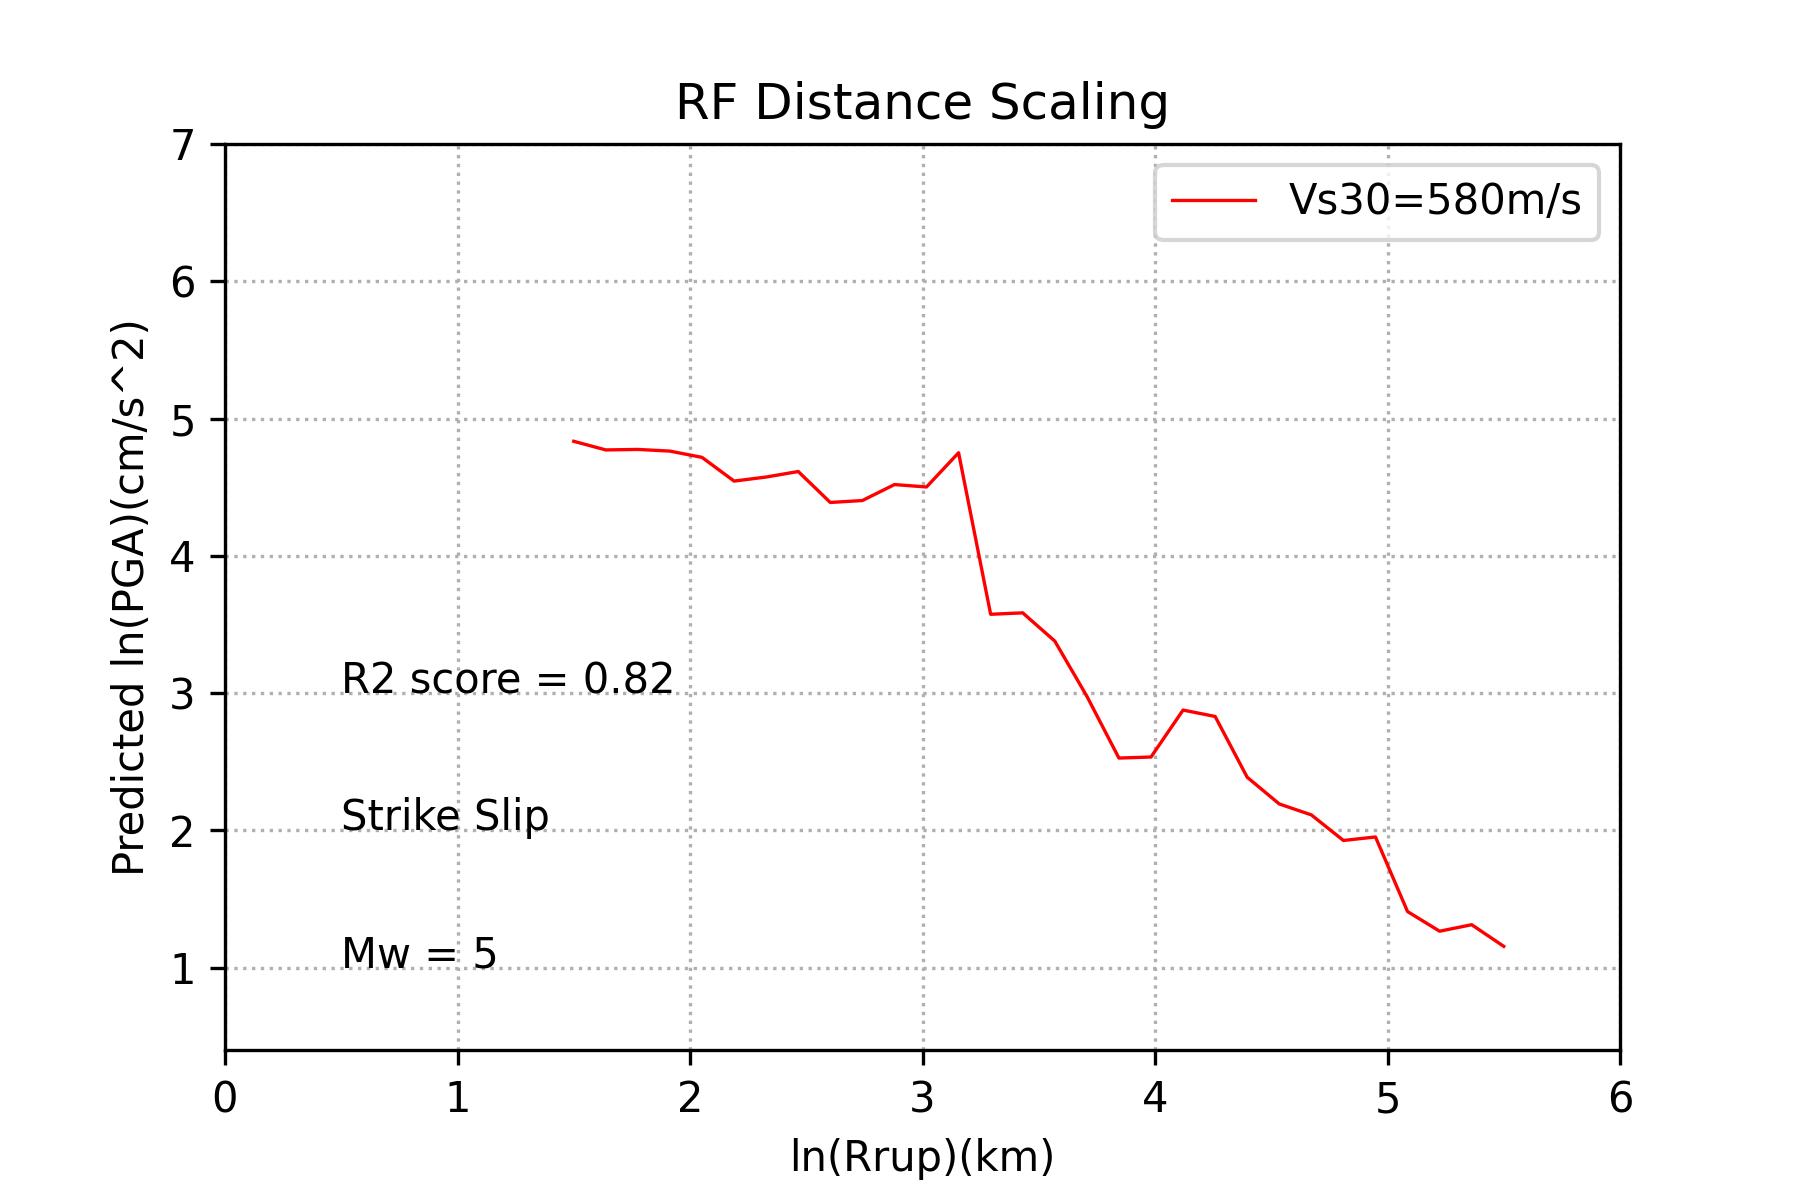 RF Distance Scaling
7
6
5
4
3
2
1
Predicted ln(PGA)(cm/s^2)
Vs30=580m/s
R2 score = 0.82
Strike Slip
Mw = 5
0 1 2 3 4 5 6
ln(Rrup)(km)